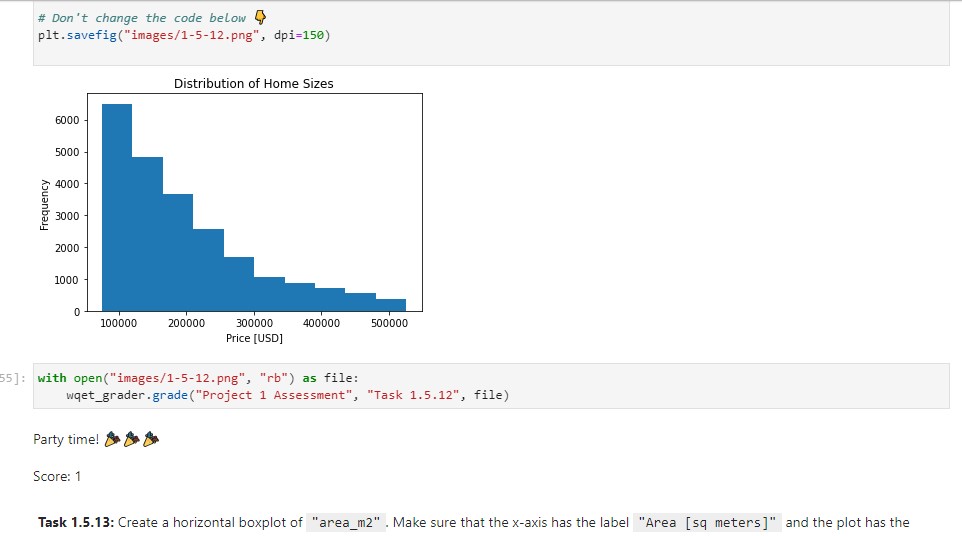 # Don't change the code below 👇
plt.savefig("images/1-5-12.png", dpi=150)
Distribution of Home Sizes
6000
5000
4000
3000
2000
1000
0
Frequency
100000 200000 300000 400000 500000
Price [USD]
55]: with open("images/1-5-12.png", "rb") as file:
    wqet_grader.grade("Project 1 Assessment", "Task 1.5.12", file)
Party time! 🎉🎉🎉
Score: 1
Task 1.5.13: Create a horizontal boxplot of "area_m2". Make sure that the x-axis has the label "Area [sq meters]" and the plot has the